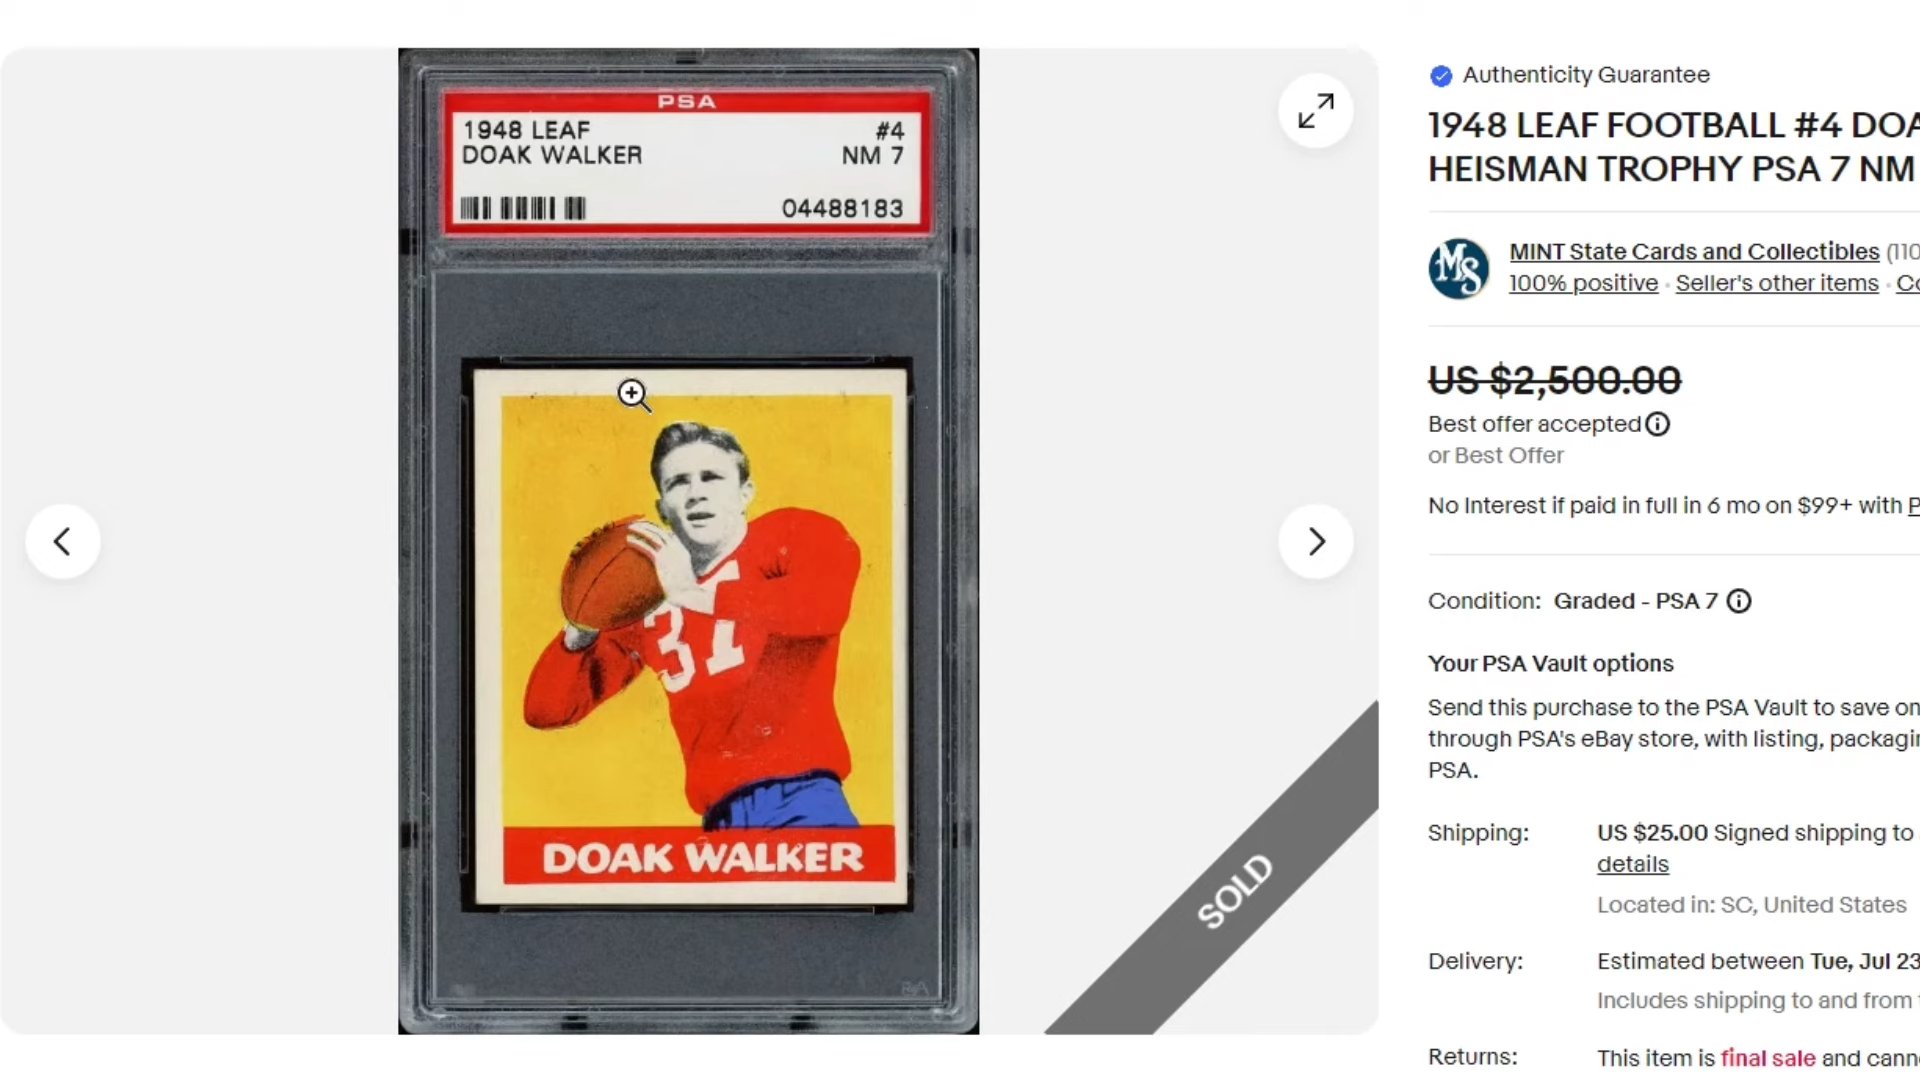 PSA
1948 LEAF #4
DOAK WALKER NM 7
04488183
37
DOAK WALKER
SOLD
Authenticity Guarantee
1948 LEAF FOOTBALL #4
HEISMAN TROPHY PSA 7 NM
MS
MINT State Cards and Collectibles (110
100% positive · Seller's other items ·
US $2,500.00
Best offer accepted
or Best Offer
No Interest if paid in full in 6 mo on $99+ with
Condition: Graded - PSA 7
Your PSA Vault options
Send this purchase to the PSA Vault to save on
through PSA's eBay store, with listing,
PSA.
Shipping: US $25.00 Signed shipping to
details
Located in: SC, United States
Delivery: Estimated between Tue, Jul 23
Includes shipping to and from
Returns: This item is final sale and